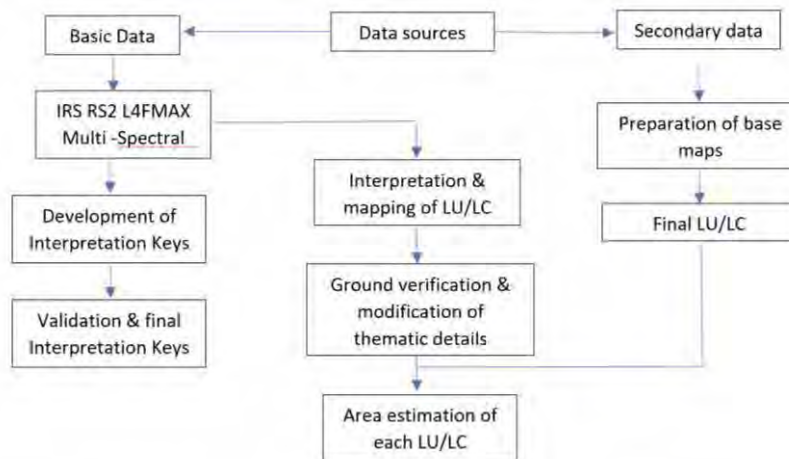 Data sources
Basic Data
Secondary data
IRS RS2 L4FMAX
Multi -Spectral
Development of
Interpretation Keys
Validation & final
Interpretation Keys
Interpretation &
mapping of LU/LC
Ground verification &
modification of
thematic details
Preparation of base
maps
Final LU/LC
Area estimation of
each LU/LC